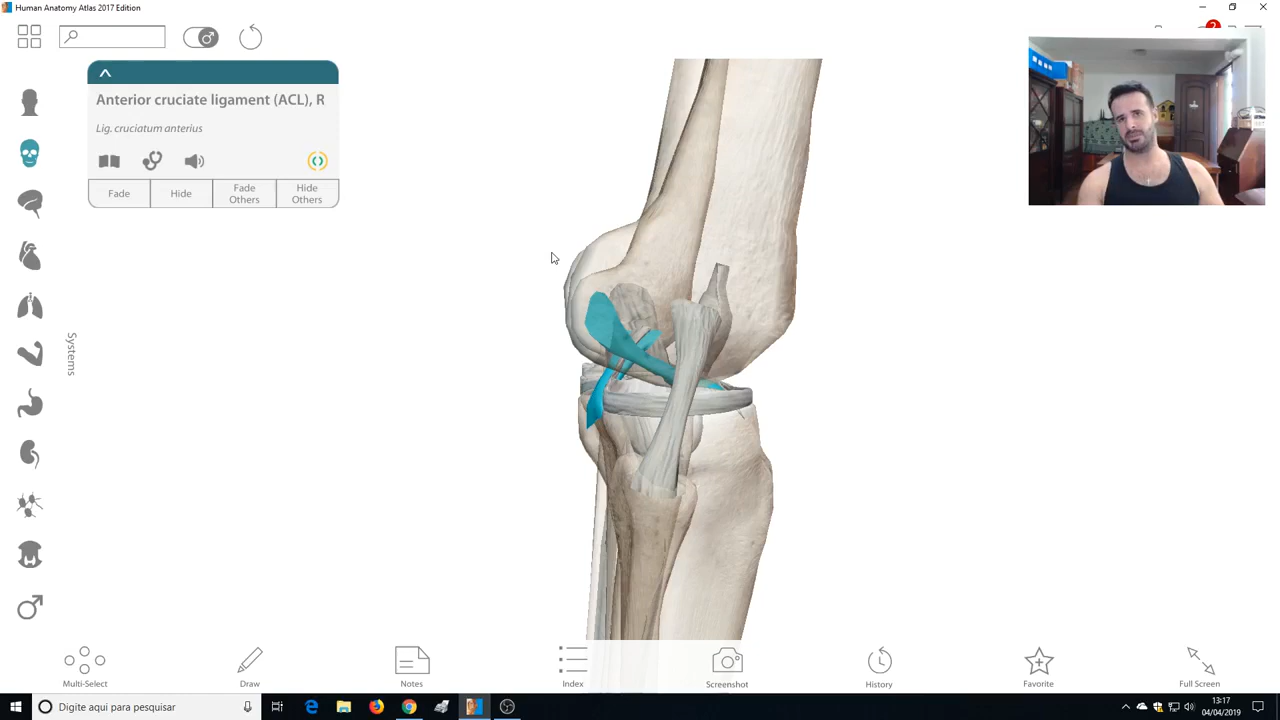 Human Anatomy Atlas 2017 Edition
2
Anterior cruciate ligament (ACL), R
Lig. cruciatum anterius
Fade
Hide
Fade Others
Hide Others
Systems
Multi-Select
Draw
Notes
Index
Screenshot
History
Favorite
Full Screen
Digite aqui para pesquisar
13:17
04/04/2019